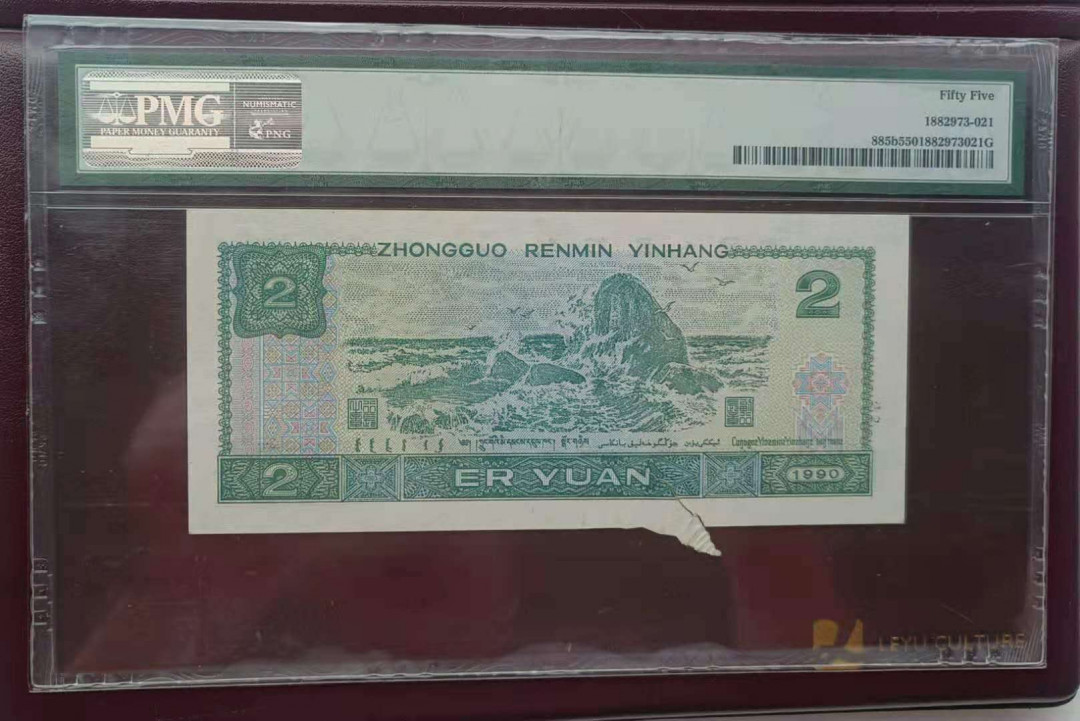 PMG
PAPER MONEY GUARANTY
NUMISMATIC
PNG
Fifty Five
1882973-021
885b5501882973021G
ZHONGGUO RENMIN YINHANG
2
2
2
ER YUAN
1990
LEYU CULTURE